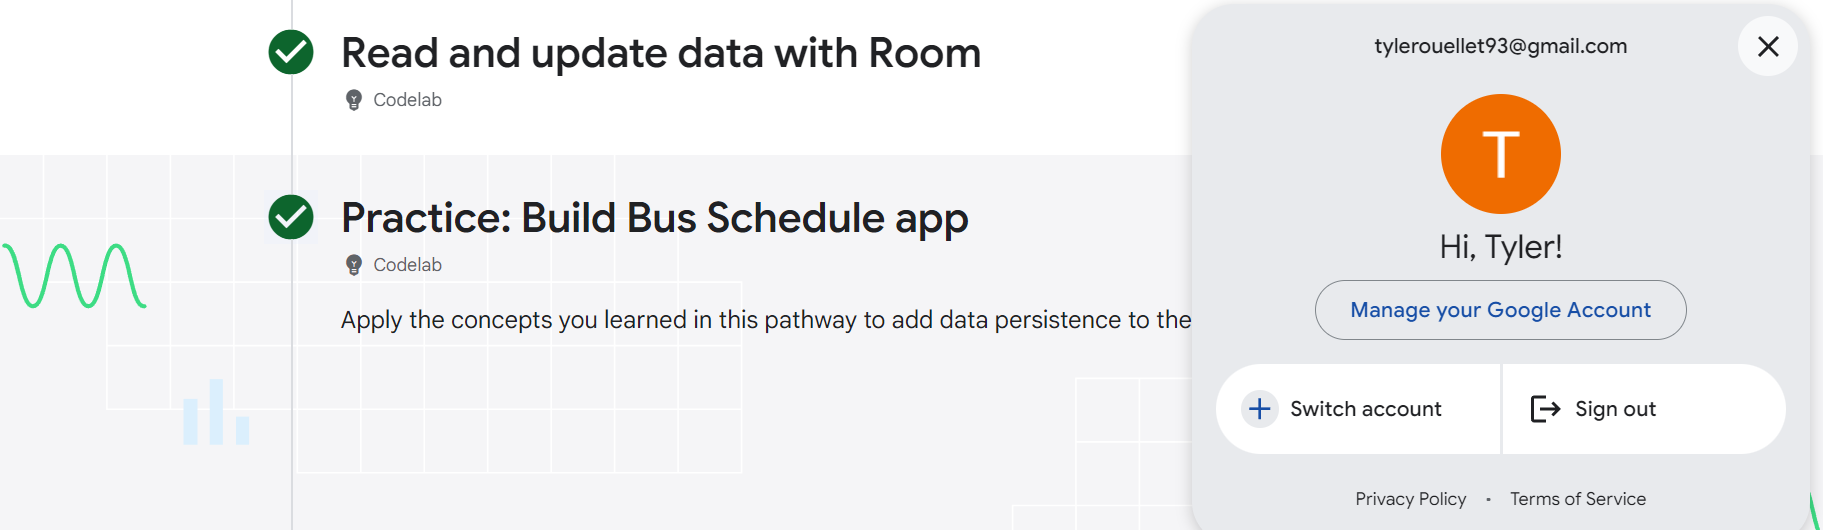 Read and update data with Room
Codelab
Practice: Build Bus Schedule app
Codelab
Apply the concepts you learned in this pathway to add data persistence to the
tylerouellet93@gmail.com
T
Hi, Tyler!
Manage your Google Account
Switch account
Sign out
Privacy Policy • Terms of Service